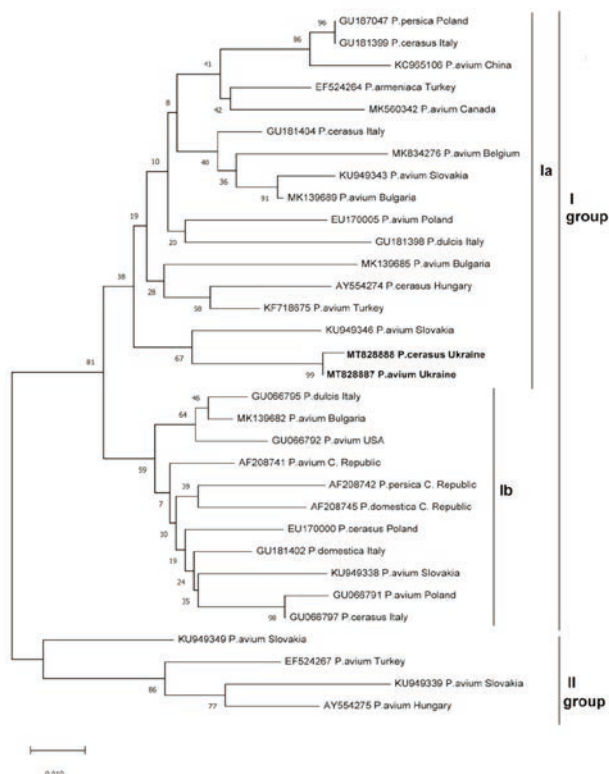 96 GU187047 P.persica Poland
86
GU181399 P.cerasus Italy
41
KC965106 P.avium China
EF524264 P.armeniaca Turkey
8
42
MK560342 P.avium Canada
GU181404 P.cerasus Italy
MK834276 P.avium Belgium
10
36
KU949343 P.avium Slovakia
Ia
91 MK139689 P.avium Bulgaria
I
group
EU170005 P.avium Poland
19
20
GU181398 P.dulcis Italy
MK139685 P.avium Bulgaria
38
28
AY554274 P.cerasus Hungary
98
KF718675 P.avium Turkey
KU949346 P.avium Slovakia
81
67
MT828888 P.cerasus Ukraine
99 MT828887 P.avium Ukraine
46 GU066795 P.dulcis Italy
64
MK139682 P.avium Bulgaria
GU066792 P.avium USA
59
AF208741 P.avium C. Republic
39
AF208742 P.persica C. Republic
Ib
7
AF208745 P.domestica C. Republic
30
EU170000 P.cerasus Poland
19
GU181402 P.domestica Italy
24
KU949338 P.avium Slovakia
35
GU066791 P.avium Poland
98 GU066797 P.cerasus Italy
KU949349 P.avium Slovakia
EF524267 P.avium Turkey
86
KU949339 P.avium Slovakia
II
group
77
AY554275 P.avium Hungary